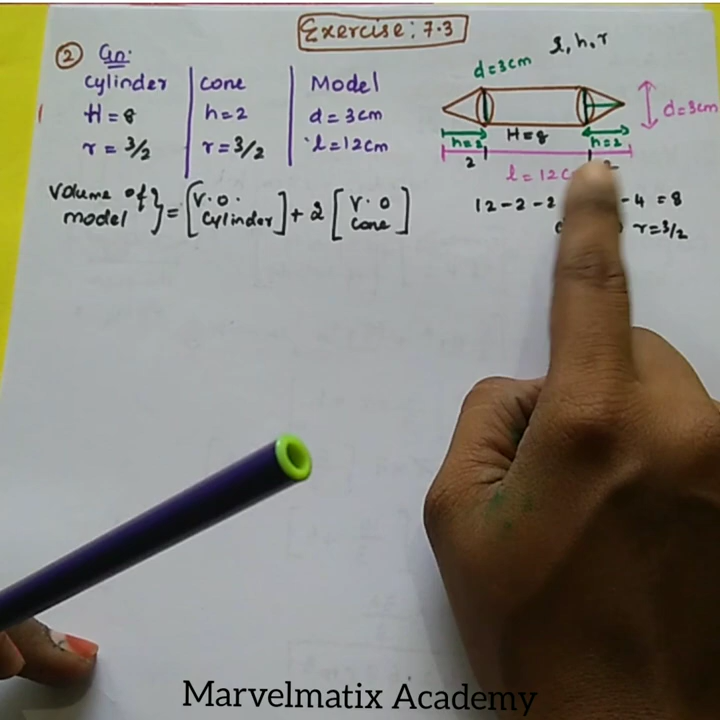 Exercise: 7.3
② Gn:
Cylinder Cone Model
H = 8 h = 2 d = 3cm
r = 3/2 r = 3/2 l = 12cm
Volume of model } = [V.O. Cylinder] + 2 [V.O Cone]
l, h, r
d = 3cm
d = 3cm
h = 2 H = 8 h = 2
2
l = 12c
12 - 2 - 2 - 4 = 8
r = 3/2
Marvelmatix Academy